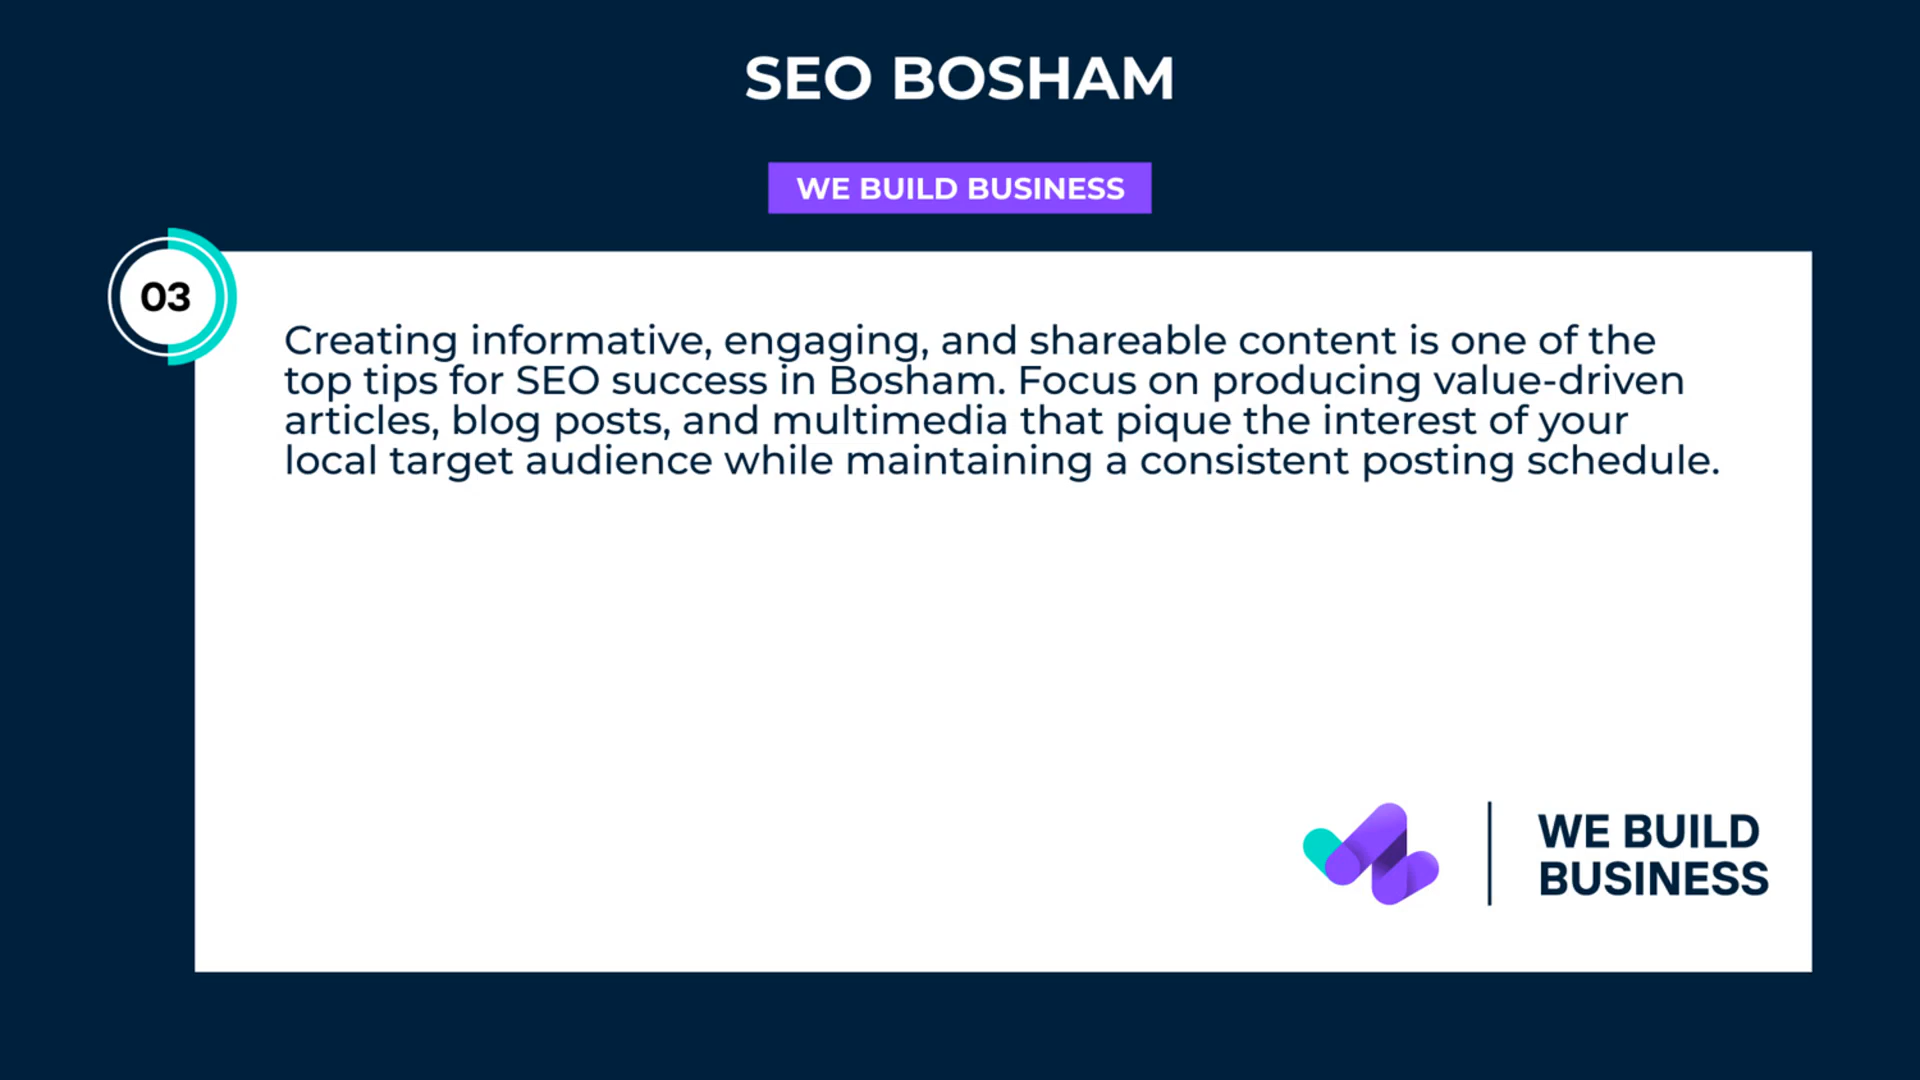 SEO BOSHAM
WE BUILD BUSINESS
03
Creating informative, engaging, and shareable content is one of the
top tips for SEO success in Bosham. Focus on producing value-driven
articles, blog posts, and multimedia that pique the interest of your
local target audience while maintaining a consistent posting schedule.
WE BUILD
BUSINESS